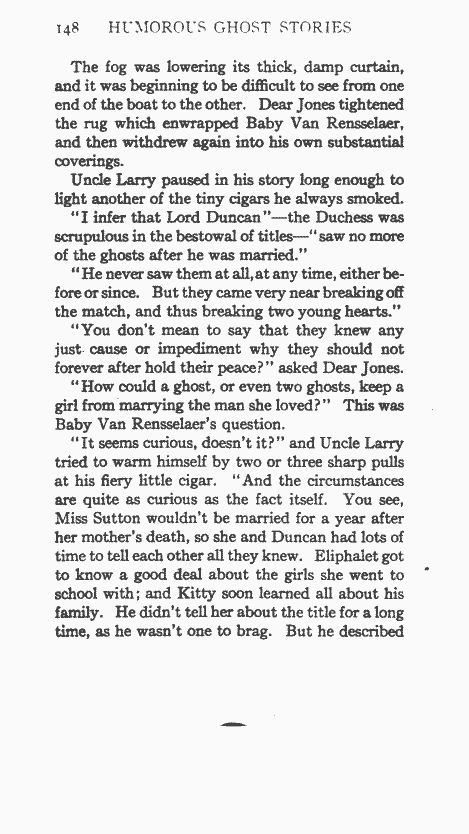 148 HUMOROUS GHOST STORIES
The fog was lowering its thick, damp curtain,
and it was beginning to be difficult to see from one
end of the boat to the other. Dear Jones tightened
the rug which enwrapped Baby Van Rensselaer,
and then withdrew again into his own substantial
coverings.
Uncle Larry paused in his story long enough to
light another of the tiny cigars he always smoked.
"I infer that Lord Duncan"—the Duchess was
scrupulous in the bestowal of titles—"saw no more
of the ghosts after he was married."
"He never saw them at all, at any time, either be-
fore or since. But they came very near breaking off
the match, and thus breaking two young hearts."
"You don't mean to say that they knew any
just cause or impediment why they should not
forever after hold their peace?" asked Dear Jones.
"How could a ghost, or even two ghosts, keep a
girl from marrying the man she loved?" This was
Baby Van Rensselaer's question.
"It seems curious, doesn't it?" and Uncle Larry
tried to warm himself by two or three sharp pulls
at his fiery little cigar. "And the circumstances
are quite as curious as the fact itself. You see,
Miss Sutton wouldn't be married for a year after
her mother's death, so she and Duncan had lots of
time to tell each other all they knew. Eliphalet got
to know a good deal about the girls she went to
school with; and Kitty soon learned all about his
family. He didn't tell her about the title for a long
time, as he wasn't one to brag. But he described